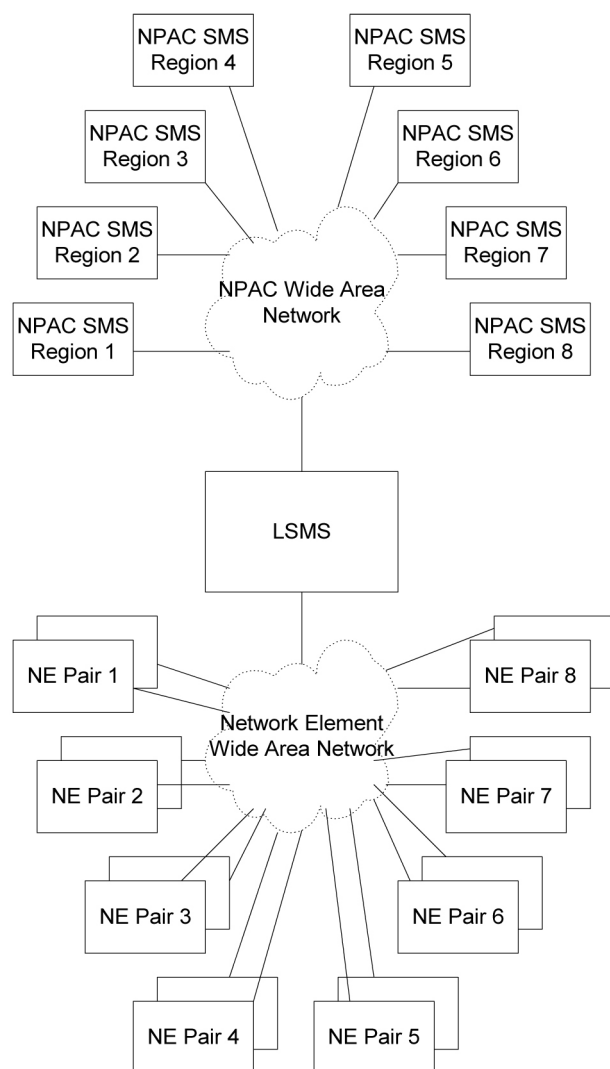 NPAC SMS
Region 4
NPAC SMS
Region 5
NPAC SMS
Region 3
NPAC SMS
Region 6
NPAC SMS
Region 2
NPAC SMS
Region 7
NPAC Wide Area
Network
NPAC SMS
Region 1
NPAC SMS
Region 8
LSMS
NE Pair 1
NE Pair 8
Network Element
Wide Area Network
NE Pair 2
NE Pair 7
NE Pair 3
NE Pair 6
NE Pair 4
NE Pair 5